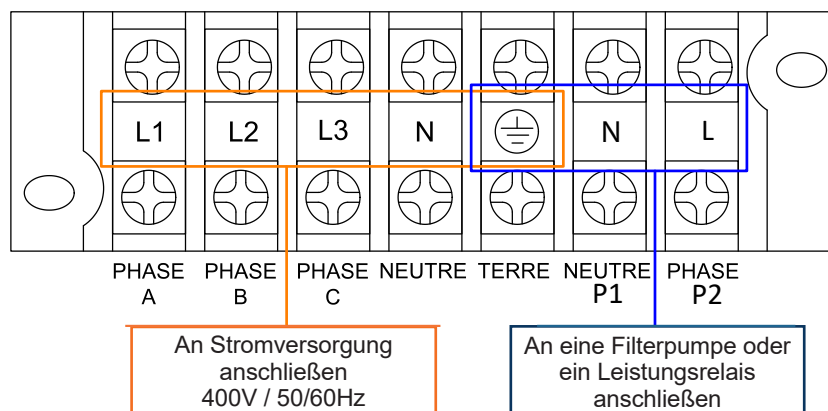 L1 L2 L3 N N L
PHASE PHASE PHASE NEUTRE TERRE NEUTRE PHASE
A B C P1 P2
An Stromversorgung
anschließen
400V / 50/60Hz
An eine Filterpumpe oder
ein Leistungsrelais
anschließen